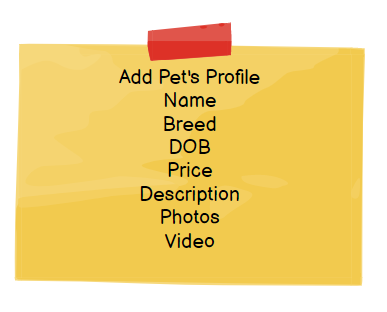 Add Pet's Profile
Name
Breed
DOB
Price
Description
Photos
Video